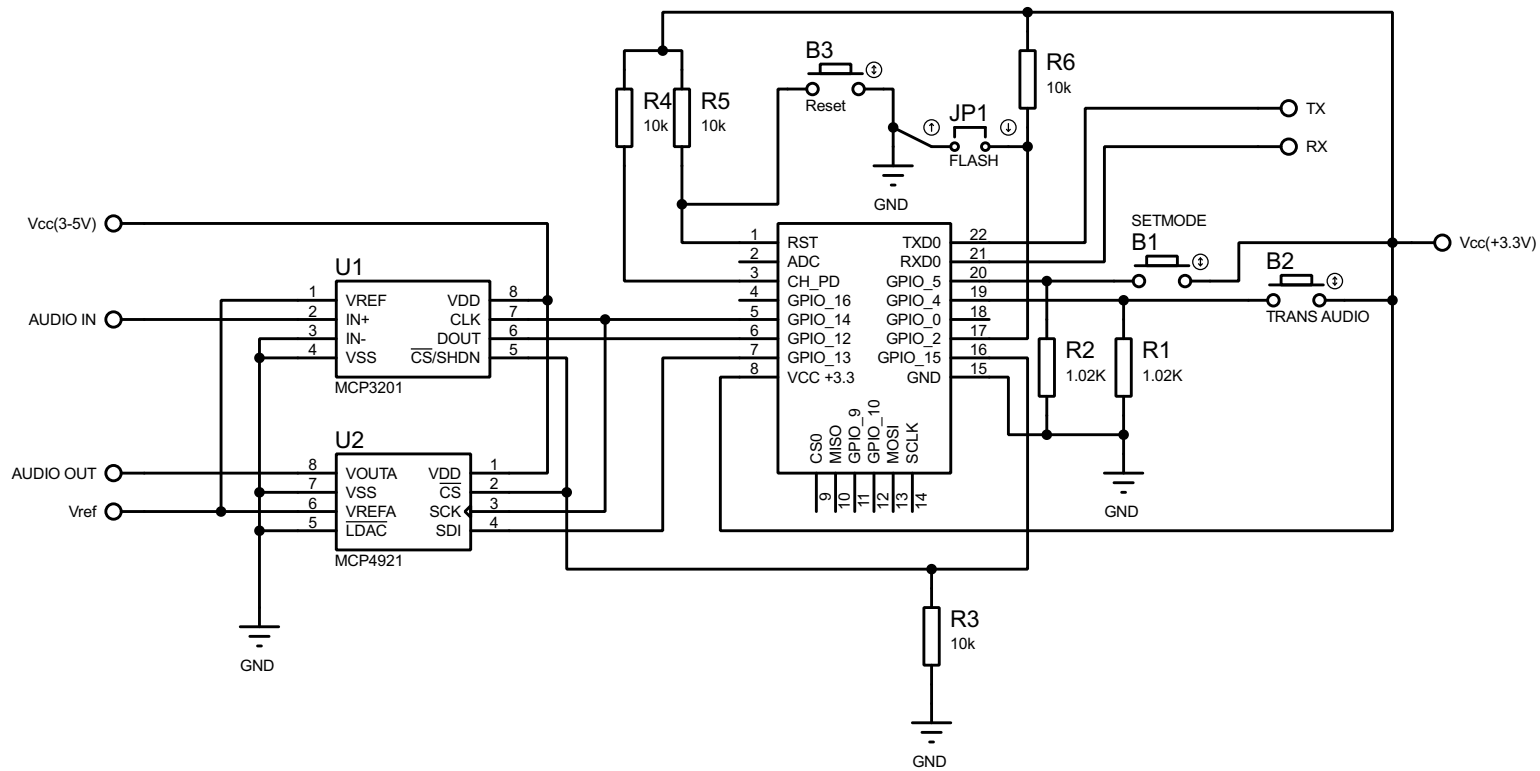 B3
Reset
R4
10k
R5
10k
R6
10k
JP1
FLASH
GND
TX
RX
Vcc(3-5V)
AUDIO IN
AUDIO OUT
Vref
U1
1 VREF VDD 8
2 IN+ CLK 7
3 IN- DOUT 6
4 VSS CS/SHDN 5
MCP3201
U2
8 VOUTA VDD 1
7 VSS CS 2
6 VREFA SCK 3
5 LDAC SDI 4
MCP4921
GND
1 RST TXD0 22
2 ADC RXD0 21
3 CH_PD GPIO_5 20
4 GPIO_16 GPIO_4 19
5 GPIO_14 GPIO_0 18
6 GPIO_12 GPIO_2 17
7 GPIO_13 GPIO_15 16
8 VCC +3.3 GND 15
CS0
MISO
GPIO_9
GPIO_10
MOSI
SCLK
9
10
11
12
13
14
SETMODE
B1
B2
TRANS AUDIO
Vcc(+3.3V)
R2
1.02K
R1
1.02K
GND
R3
10k
GND